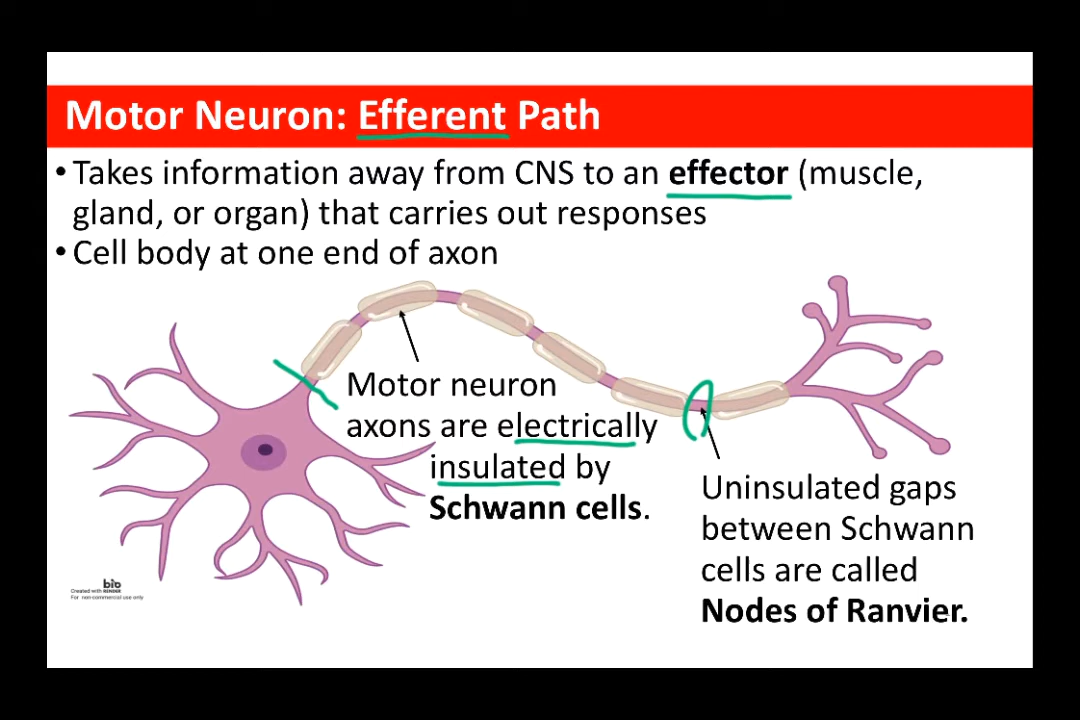 Motor Neuron: Efferent Path
• Takes information away from CNS to an effector (muscle,
gland, or organ) that carries out responses
• Cell body at one end of axon
Motor neuron
axons are electrically
insulated by
Schwann cells.
Uninsulated gaps
between Schwann
cells are called
Nodes of Ranvier.
Created with bio RENDER
For non-commercial use only